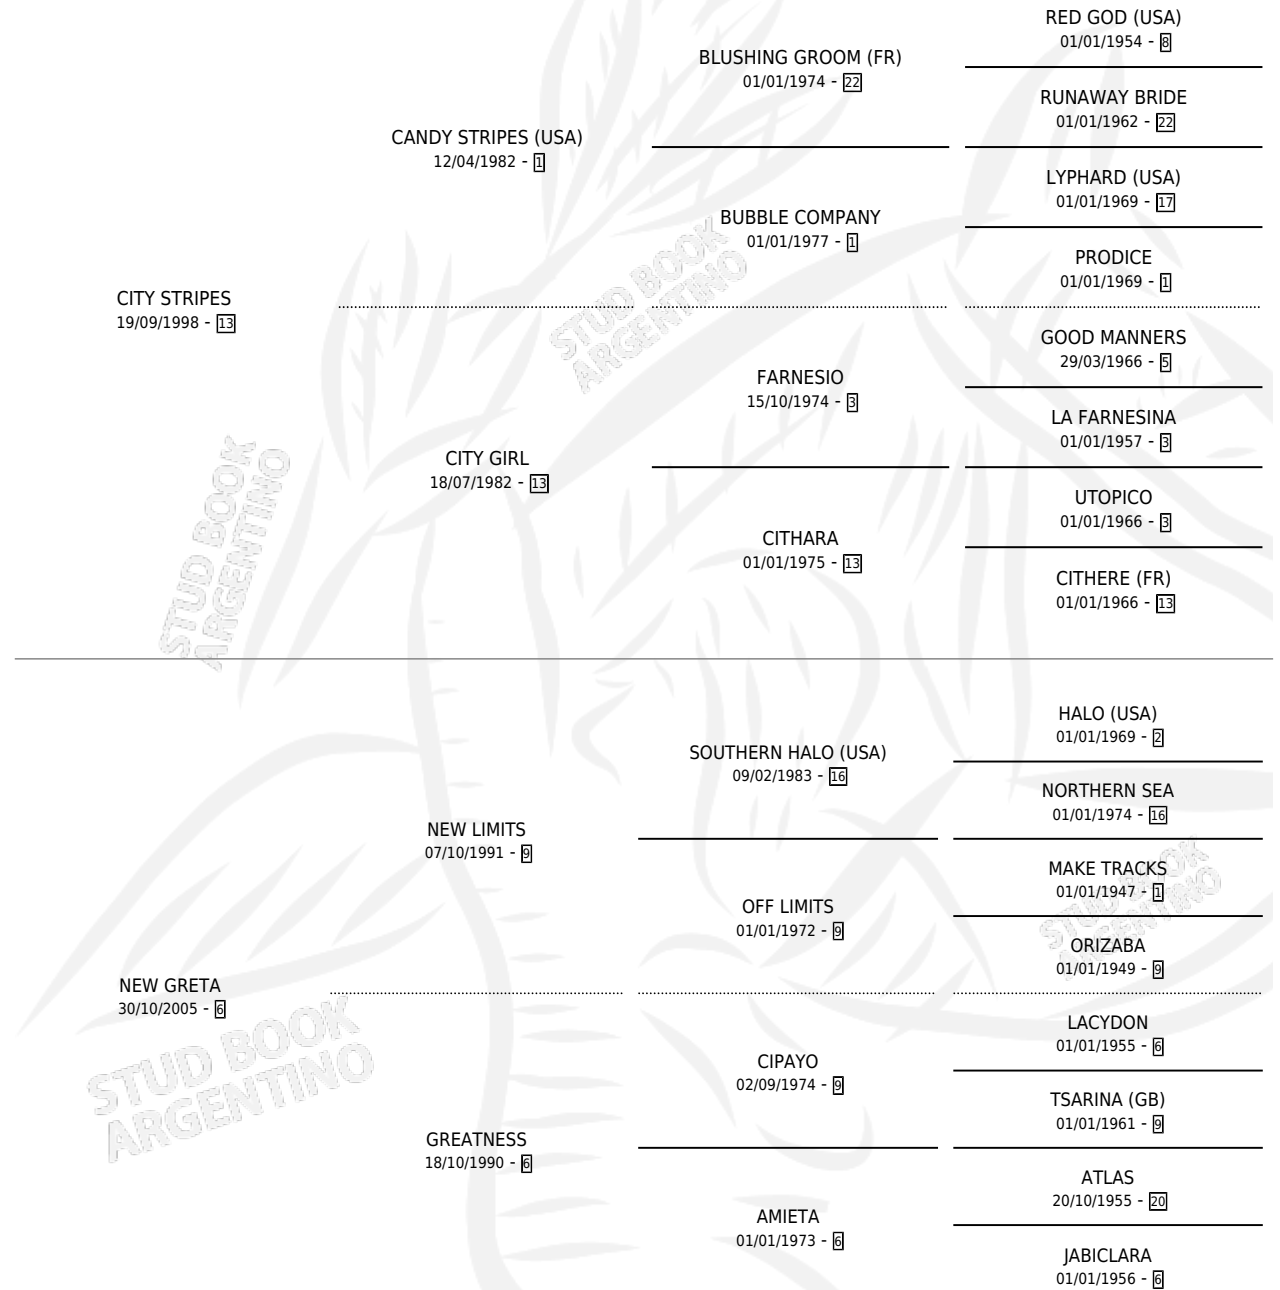 RED GOD (USA)
01/01/1954 - 8
BLUSHING GROOM (FR)
01/01/1974 - 22
RUNAWAY BRIDE
01/01/1962 - 22
CANDY STRIPES (USA)
12/04/1982 - 1
LYPHARD (USA)
01/01/1969 - 17
BUBBLE COMPANY
01/01/1977 - 1
PRODICE
01/01/1969 - 1
CITY STRIPES
19/09/1998 - 13
STUD BOOK
ARGENTINO
GOOD MANNERS
29/03/1966 - 5
FARNESIO
15/10/1974 - 3
LA FARNESINA
01/01/1957 - 3
CITY GIRL
18/07/1982 - 13
UTOPICO
01/01/1966 - 3
CITHARA
01/01/1975 - 13
CITHERE (FR)
01/01/1966 - 13
STUD BOOK
ARGENTINO
HALO (USA)
01/01/1969 - 2
SOUTHERN HALO (USA)
09/02/1983 - 16
NORTHERN SEA
01/01/1974 - 16
NEW LIMITS
07/10/1991 - 9
MAKE TRACKS
01/01/1947 - 1
OFF LIMITS
01/01/1972 - 9
STUD BOOK
ARGENTINO
ORIZABA
01/01/1949 - 9
NEW GRETA
30/10/2005 - 6
LACYDON
01/01/1955 - 6
CIPAYO
02/09/1974 - 9
STUD BOOK
ARGENTINO
TSARINA (GB)
01/01/1961 - 9
GREATNESS
18/10/1990 - 6
ATLAS
20/10/1955 - 20
AMIETA
01/01/1973 - 6
JABICLARA
01/01/1956 - 6